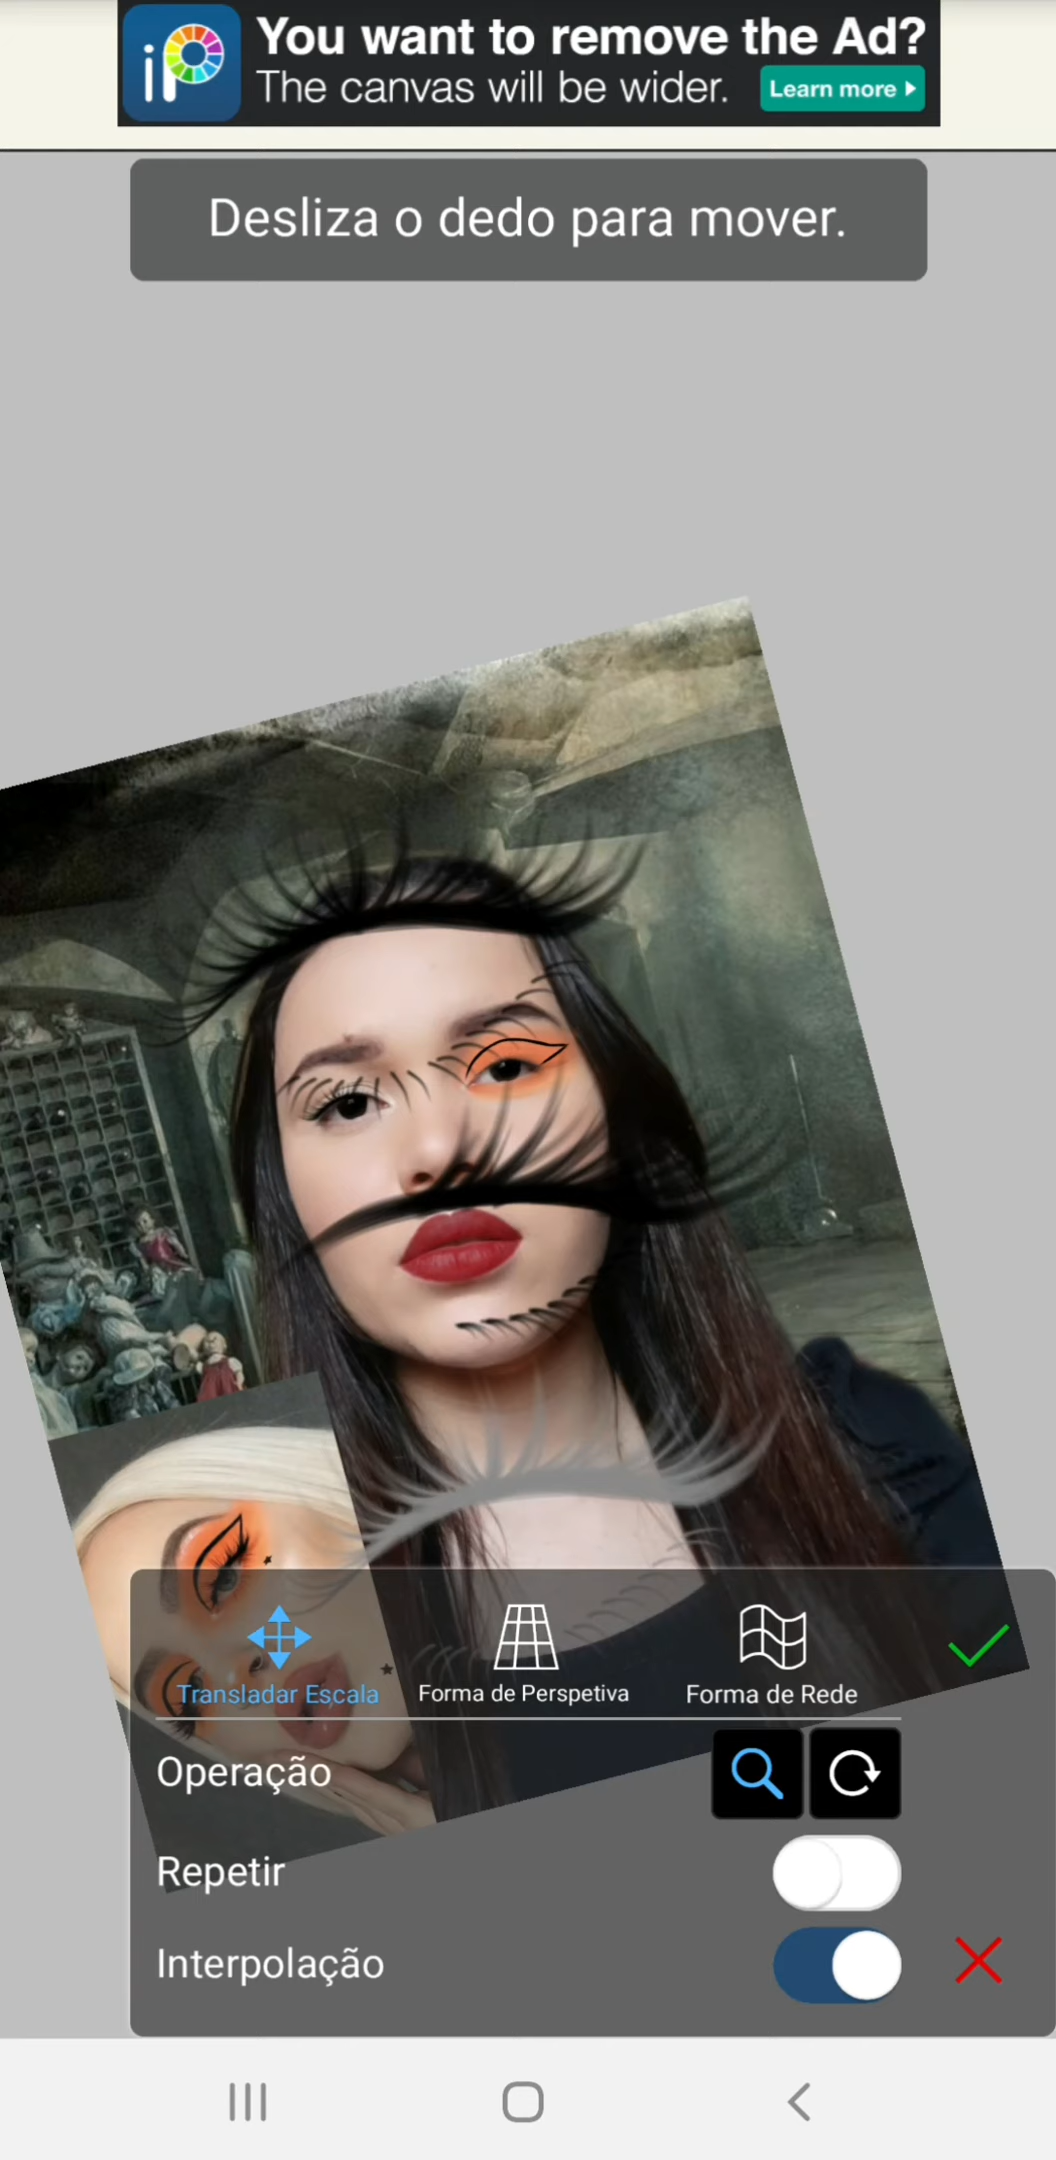 iP
You want to remove the Ad?
The canvas will be wider.
Learn more
Desliza o dedo para mover.
Transladar Escala
Forma de Perspetiva
Forma de Rede
Operação
Repetir
Interpolação